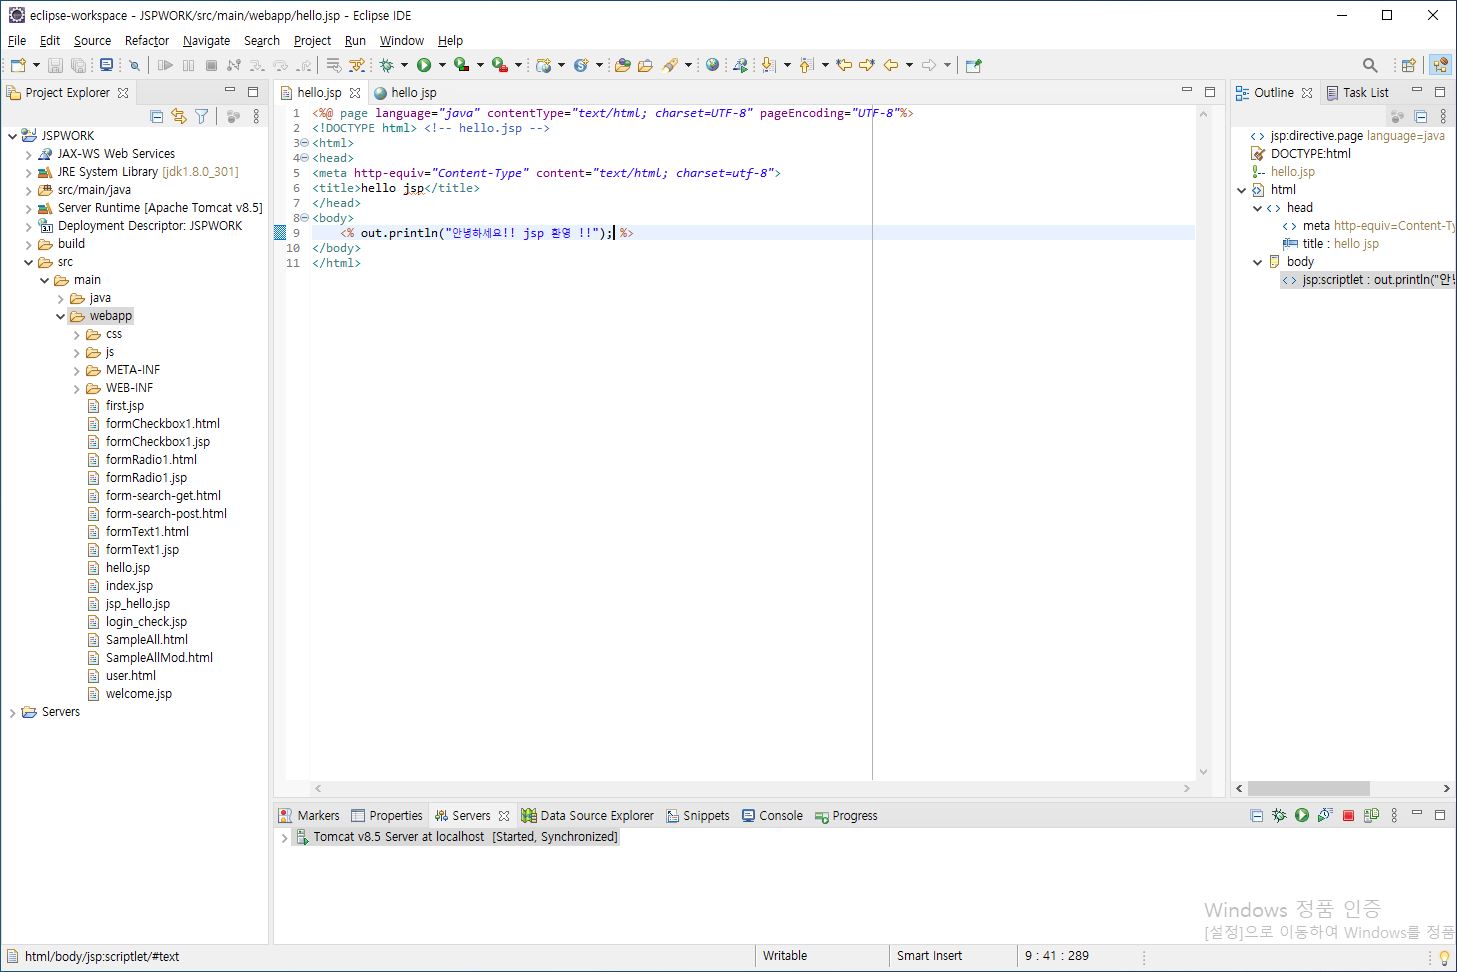 eclipse-workspace - JSPWORK/src/main/webapp/hello.jsp - Eclipse IDE
File Edit Source Refactor Navigate Search Project Run Window Help
Project Explorer
JSPWORK
JAX-WS Web Services
JRE System Library [jdk1.8.0_301]
src/main/java
Server Runtime [Apache Tomcat v8.5]
Deployment Descriptor: JSPWORK
build
src
main
java
webapp
css
js
META-INF
WEB-INF
first.jsp
formCheckbox1.html
formCheckbox1.jsp
formRadio1.html
formRadio1.jsp
form-search-get.html
form-search-post.html
formText1.html
formText1.jsp
hello.jsp
index.jsp
jsp_hello.jsp
login_check.jsp
SampleAll.html
SampleAllMod.html
user.html
welcome.jsp
Servers
hello.jsp hello jsp
1 <%@ page language="java" contentType="text/html; charset=UTF-8" pageEncoding="UTF-8"%>
2 <!DOCTYPE html> <!-- hello.jsp -->
3 <html>
4 <head>
5 <meta http-equiv="Content-Type" content="text/html; charset=utf-8">
6 <title>hello jsp</title>
7 </head>
8 <body>
9 <% out.println("안녕하세요!! jsp 환영 !!"); %>
10 </body>
11 </html>
Outline Task List
jsp:directive.page language=java
DOCTYPE:html
hello.jsp
html
head
meta http-equiv=Content-Ty
title : hello jsp
body
jsp:scriptlet : out.println("안녕
Markers Properties Servers Data Source Explorer Snippets Console Progress
Tomcat v8.5 Server at localhost [Started, Synchronized]
Windows 정품 인증
[설정]으로 이동하여 Windows를 정품
html/body/jsp:scriptlet/#text Writable Smart Insert 9 : 41 : 289